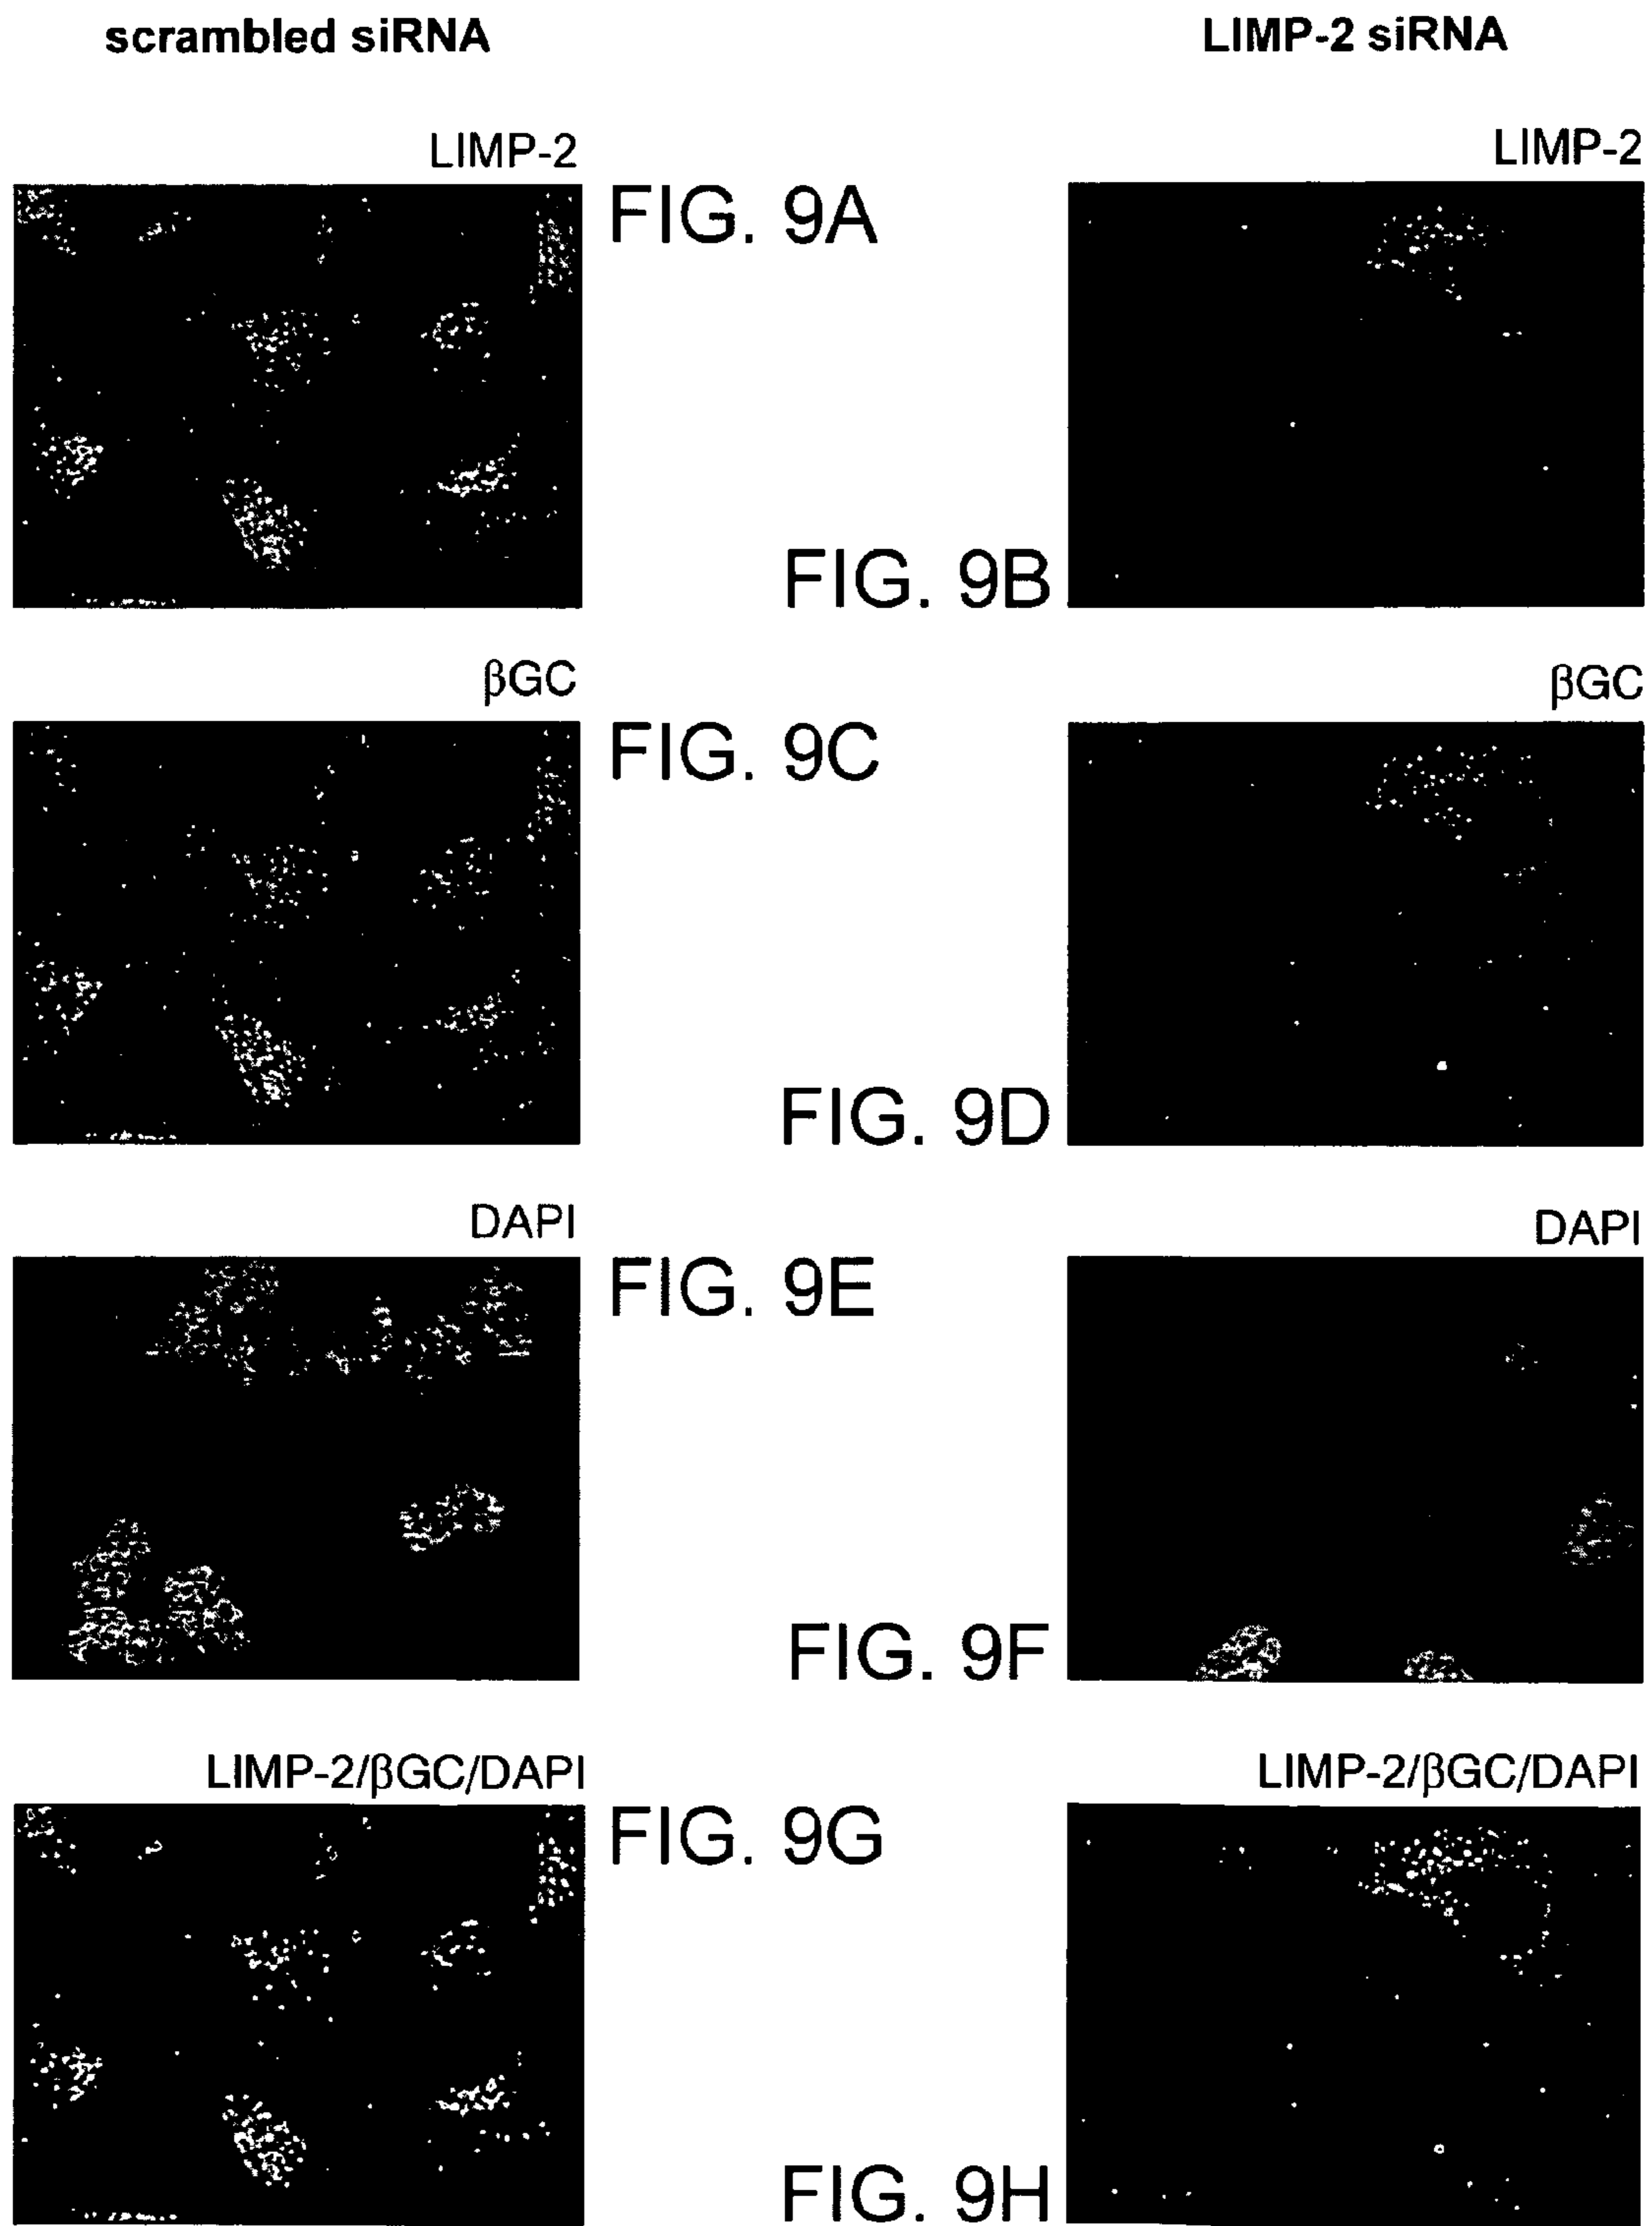 scrambled siRNA
LIMP-2 siRNA
LIMP-2
LIMP-2
FIG. 9A
FIG. 9B
βGC
βGC
FIG. 9C
FIG. 9D
DAPI
DAPI
FIG. 9E
FIG. 9F
LIMP-2/βGC/DAPI
LIMP-2/βGC/DAPI
FIG. 9G
FIG. 9H